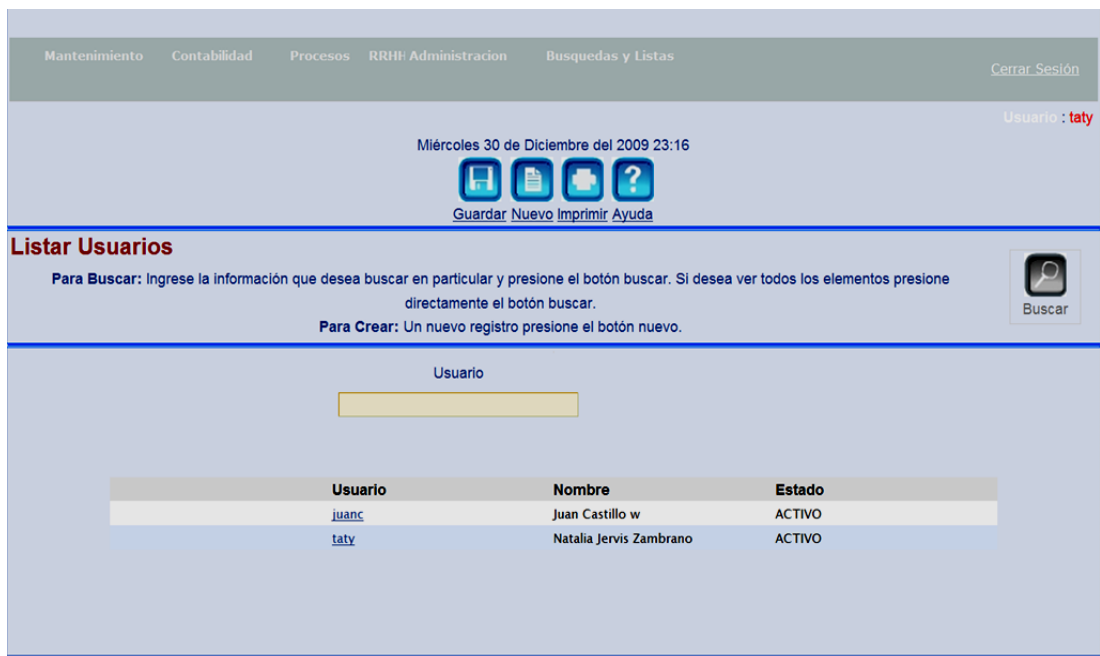 Mantenimiento Contabilidad Procesos RRHH Administracion Busquedas y Listas
Cerrar Sesión
Usuario : taty
Miércoles 30 de Diciembre del 2009 23:16
Guardar Nuevo Imprimir Ayuda
Listar Usuarios
Para Buscar: Ingrese la información que desea buscar en particular y presione el botón buscar. Si desea ver todos los elementos presione
directamente el botón buscar.
Para Crear: Un nuevo registro presione el botón nuevo.
Buscar
Usuario
Usuario Nombre Estado
juanc Juan Castillo w ACTIVO
taty Natalia Jervis Zambrano ACTIVO